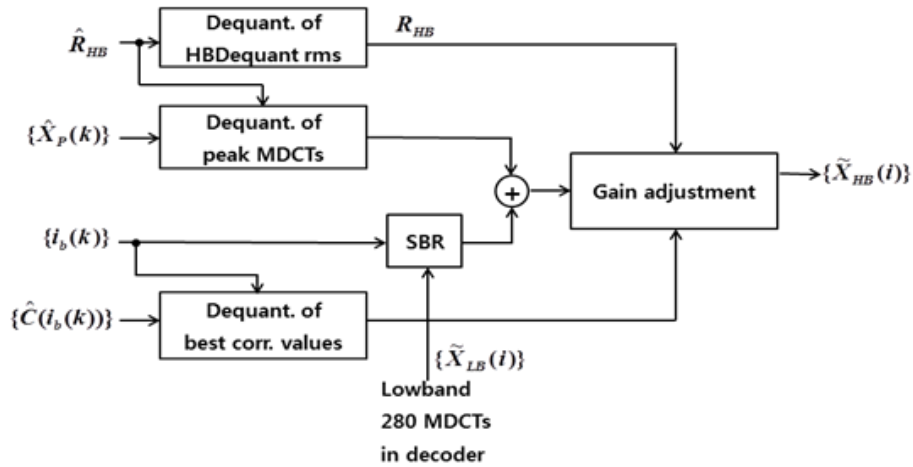 R̂_HB
Dequant. of
HBDequant rms
R_HB
{X̂_P(k)}
Dequant. of
peak MDCTs
+
Gain adjustment
{X̃_HB(i)}
{i_b(k)}
SBR
{Ĉ(i_b(k))}
Dequant. of
best corr. values
{X̃_LB(i)}
Lowband
280 MDCTs
in decoder